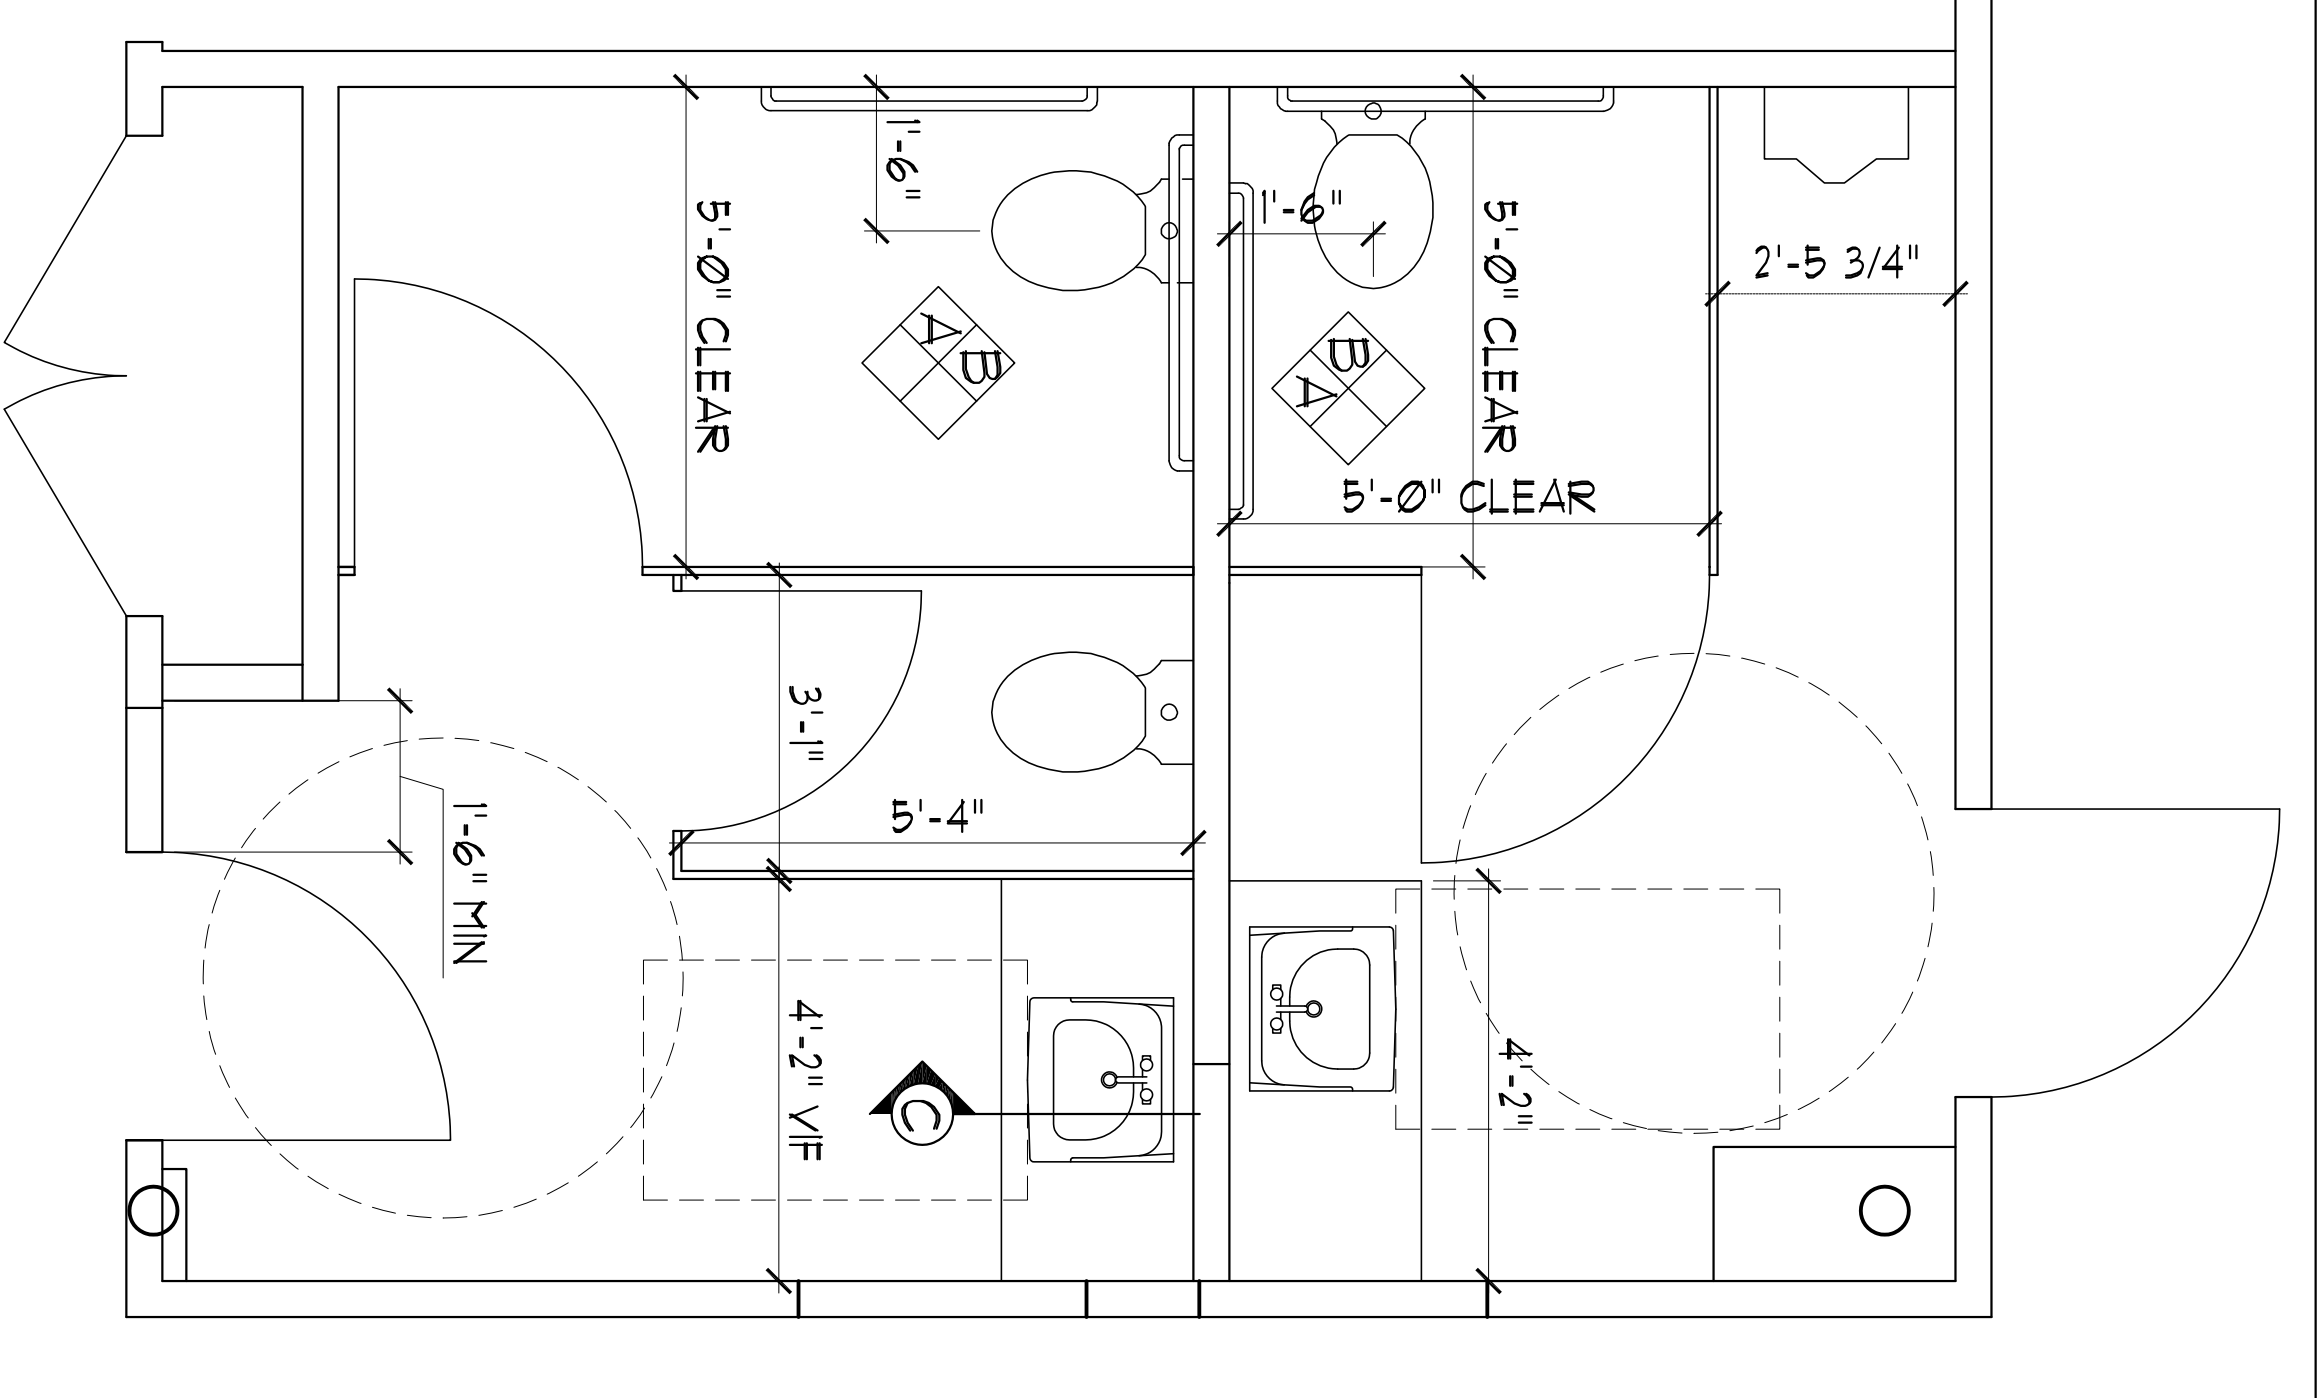 1'-6"
5'-0" CLEAR
A
B
1'-6"
B
A
5'-0" CLEAR
2'-5 3/4"
5'-0" CLEAR
3'-1"
5'-4"
1'-6" MIN
4'-2" VIF
C
4'-2"